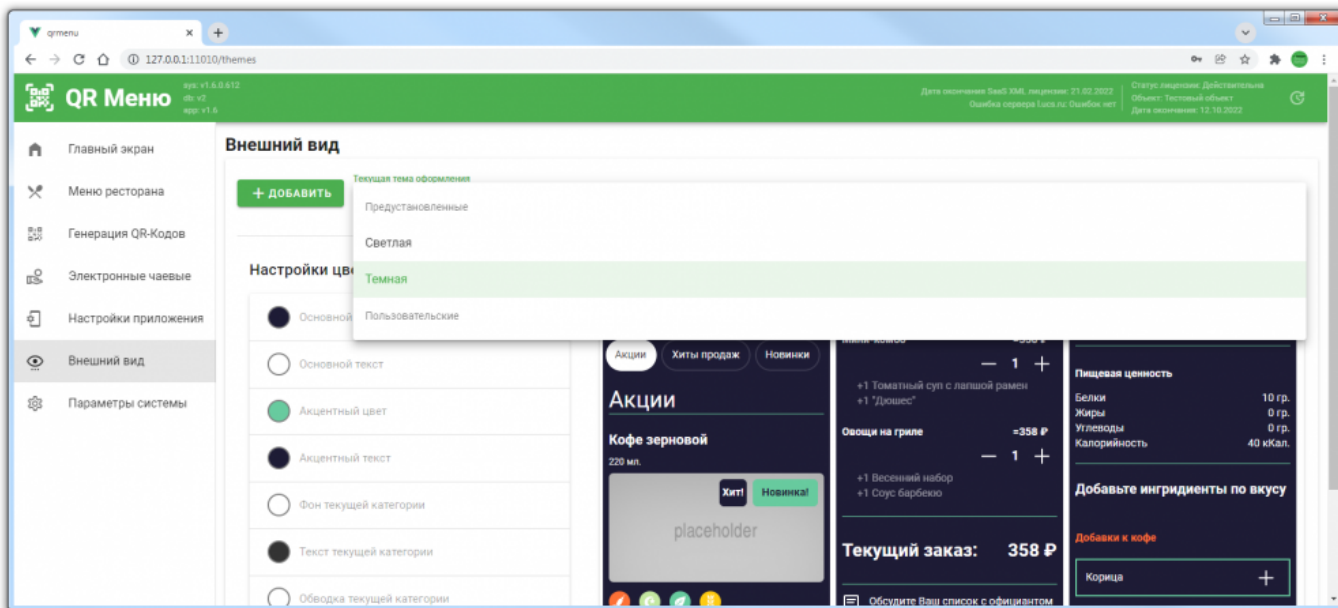 qrmenu
127.0.0.1:11010/themes
QR Меню
sys: v1.6.0.612
db: v2
app: v1.6
Дата окончания SaaS XML лицензии: 21.02.2022
Ошибка сервера Lucs.ru: Ошибок нет
Статус лицензии: Действительна
Объект: Тестовый объект
Дата окончания: 12.10.2022
Главный экран
Меню ресторана
Генерация QR-Кодов
Электронные чаевые
Настройки приложения
Внешний вид
Параметры системы
Внешний вид
+ ДОБАВИТЬ
Текущая тема оформления
Предустановленные
Светлая
Темная
Пользовательские
Настройки цве
Основной
Основной текст
Акцентный цвет
Акцентный текст
Фон текущей категории
Текст текущей категории
Обводка текущей категории
Акции
Хиты продаж
Новинки
Акции
Кофе зерновой
220 мл.
Хит!
Новинка!
placeholder
Мини-комбо =358 ₽
— 1 +
+1 Томатный суп с лапшой рамен
+1 "Дюшес"
Овощи на гриле =358 ₽
— 1 +
+1 Весенний набор
+1 Соус барбекю
Текущий заказ: 358 ₽
Обсудите Ваш список с официантом
Пищевая ценность
Белки 10 гр.
Жиры 0 гр.
Углеводы 0 гр.
Калорийность 40 кКал.
Добавьте ингридиенты по вкусу
Добавки к кофе
Корица +